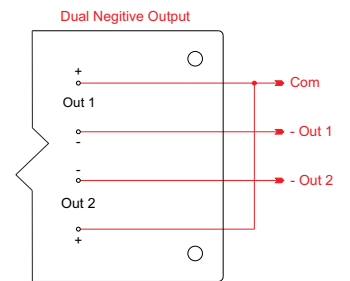 Dual Negitive Output
+
Com
Out 1
- Out 1
-
-
- Out 2
Out 2
+